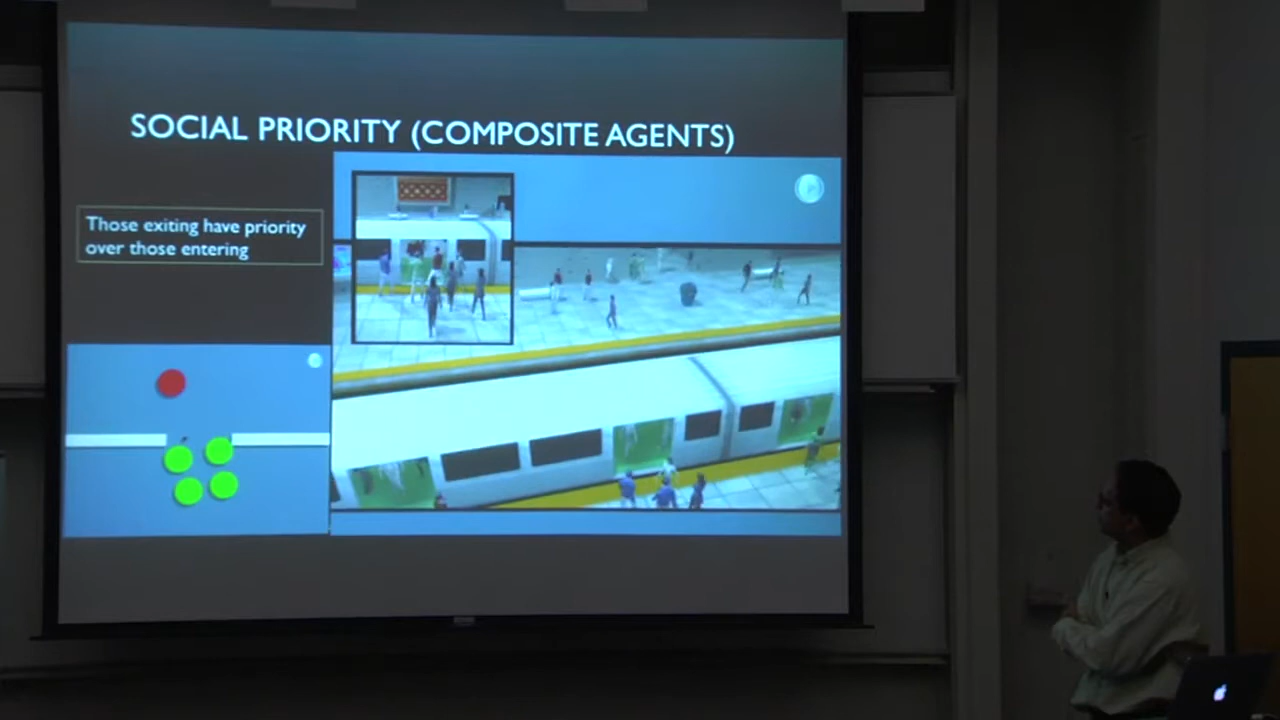 SOCIAL PRIORITY (COMPOSITE AGENTS)
Those exiting have priority
over those entering